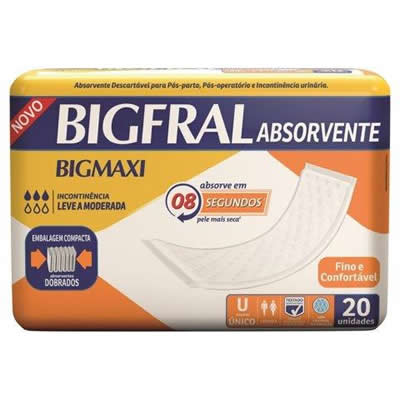 Absorvente Descartável para Pós-parto, Pós-operatório e Incontinência urinária.
NOVO
BIGFRAL ABSORVENTE
BIGMAXI
INCONTINÊNCIA
LEVE A MODERADA
absorve em
08 SEGUNDOS
pele mais seca
EMBALAGEM COMPACTA
absorventes
DOBRADOS
Fino e
Confortável
U
ÚNICO
TESTADO
20
unidades